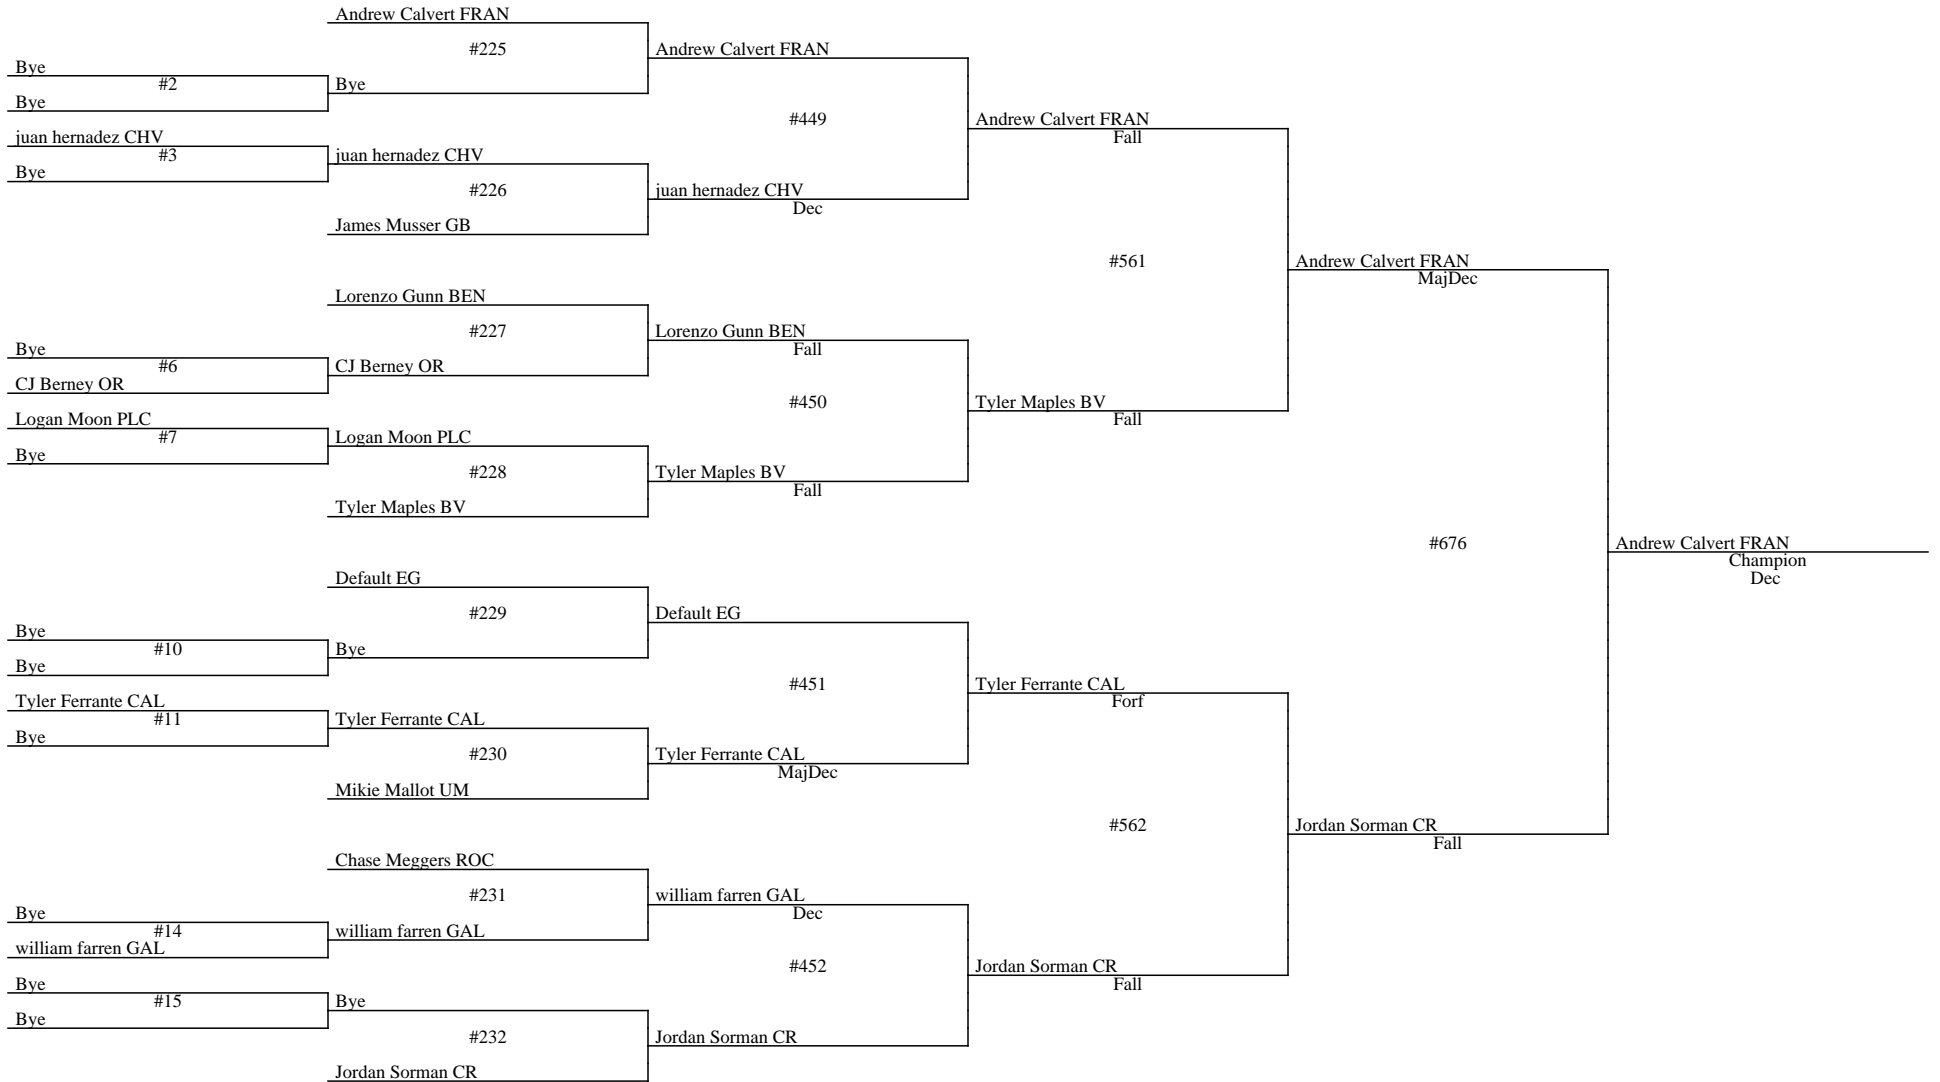 Andrew Calvert FRAN
#225
Andrew Calvert FRAN
Bye
#2
Bye
Bye
#449
Andrew Calvert FRAN
Fall
juan hernadez CHV
#3
juan hernadez CHV
Bye
#226
juan hernadez CHV
Dec
James Musser GB
#561
Andrew Calvert FRAN
MajDec
Lorenzo Gunn BEN
#227
Lorenzo Gunn BEN
Fall
Bye
#6
CJ Berney OR
CJ Berney OR
#450
Tyler Maples BV
Fall
Logan Moon PLC
#7
Logan Moon PLC
Bye
#228
Tyler Maples BV
Fall
Tyler Maples BV
#676
Andrew Calvert FRAN
Champion
Dec
Default EG
#229
Default EG
Bye
#10
Bye
Bye
#451
Tyler Ferrante CAL
Forf
Tyler Ferrante CAL
#11
Tyler Ferrante CAL
Bye
#230
Tyler Ferrante CAL
MajDec
Mikie Mallot UM
#562
Jordan Sorman CR
Fall
Chase Meggers ROC
#231
william farren GAL
Dec
Bye
#14
william farren GAL
william farren GAL
#452
Jordan Sorman CR
Fall
Bye
#15
Bye
Bye
#232
Jordan Sorman CR
Jordan Sorman CR